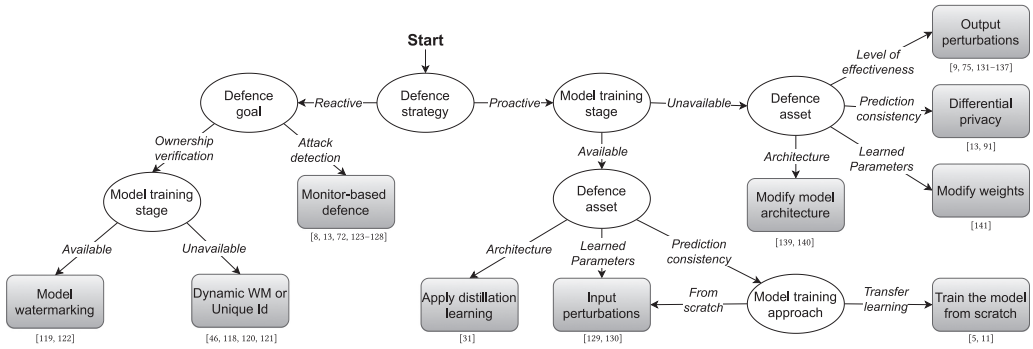 Start
Defence
strategy
Reactive
Proactive
Defence
goal
Ownership
verification
Attack
detection
Model training
stage
Monitor-based
defence
[8, 13, 72, 123–128]
Available
Unavailable
Model
watermarking
[119, 122]
Dynamic WM or
Unique Id
[46, 118, 120, 121]
Model training
stage
Unavailable
Available
Defence
asset
Architecture
Learned
Parameters
Prediction
consistency
Apply distillation
learning
[31]
Input
perturbations
[129, 130]
From
scratch
Model training
approach
Transfer
learning
Train the model
from scratch
[5, 11]
Defence
asset
Level of
effectiveness
Prediction
consistency
Architecture
Learned
Parameters
Output
perturbations
[9, 75, 131–137]
Differential
privacy
[13, 91]
Modify model
architecture
[139, 140]
Modify weights
[141]